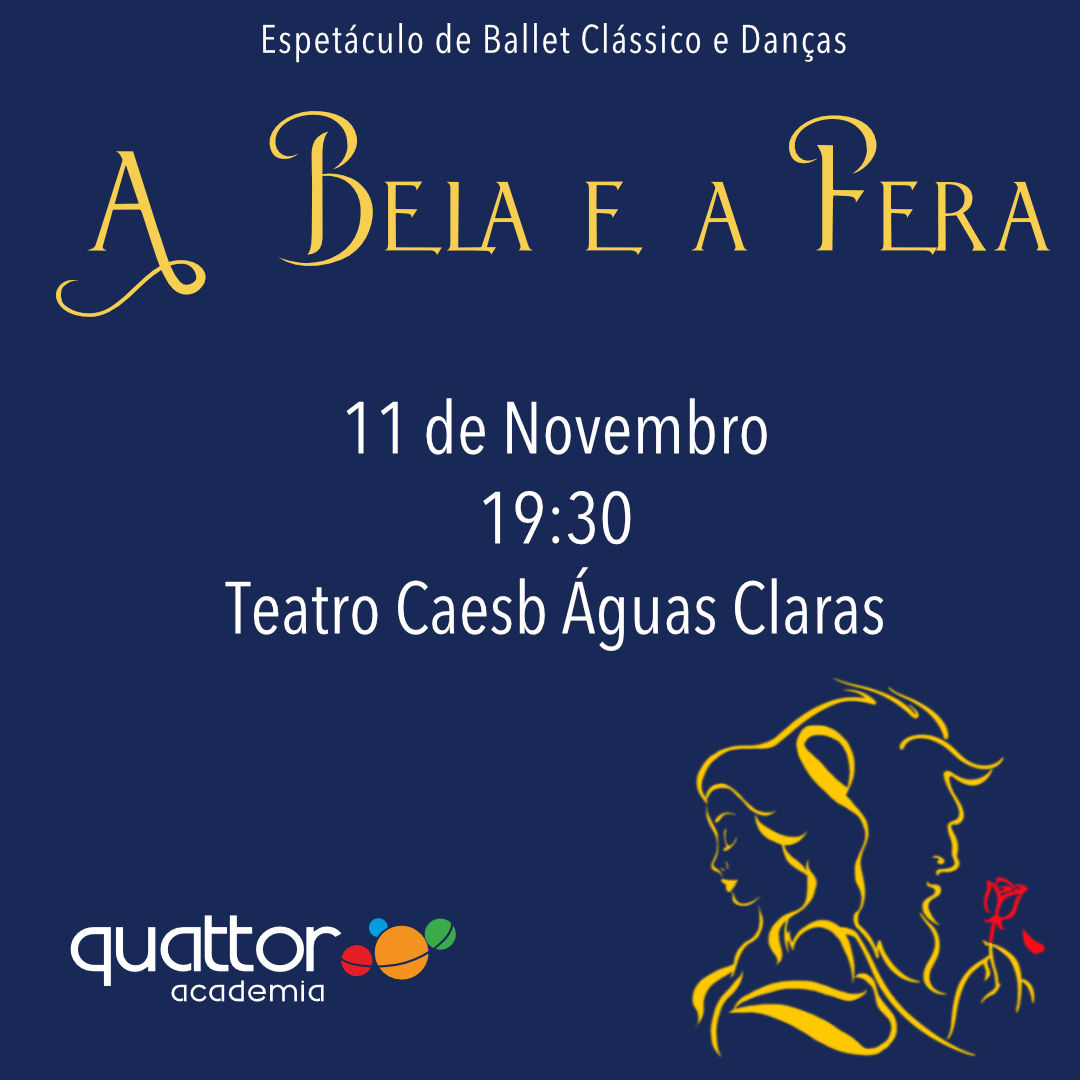 Espetáculo de Ballet Clássico e Danças
A Bela e a Fera
11 de Novembro
19:30
Teatro Caesb Águas Claras
quattor
academia